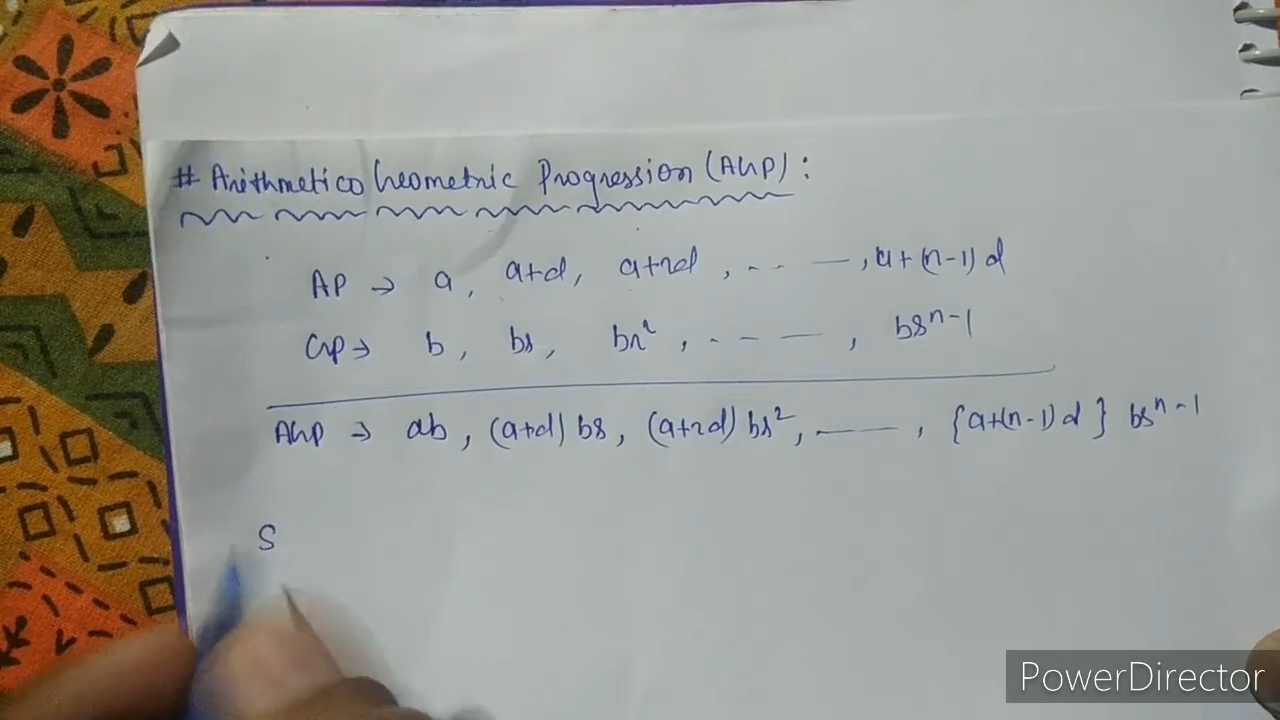 # Arithmetico Geometric Progression (AGP) :
AP → a, a+d, a+2d, ------, a+(n-1)d
GP → b, br, br², ------, brⁿ⁻¹
AGP → ab, (a+d) br, (a+2d) br², ------, {a+(n-1)d} brⁿ⁻¹
S
PowerDirector